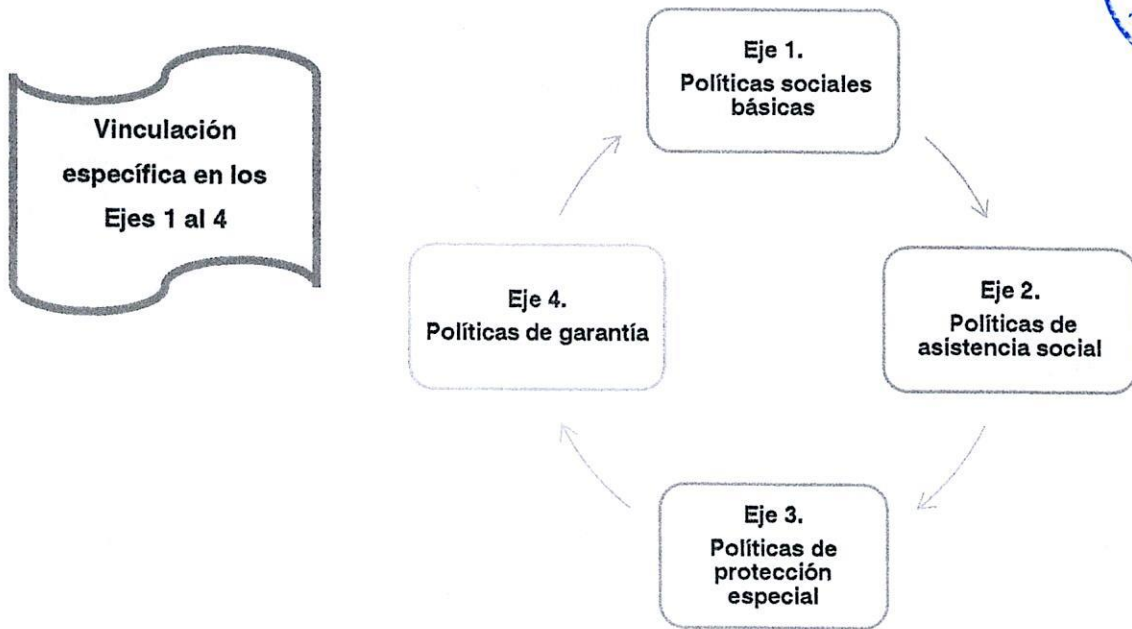 Vinculación
específica en los
Ejes 1 al 4
Eje 1.
Políticas sociales
básicas
Eje 2.
Políticas de
asistencia social
Eje 3.
Políticas de
protección
especial
Eje 4.
Políticas de garantía